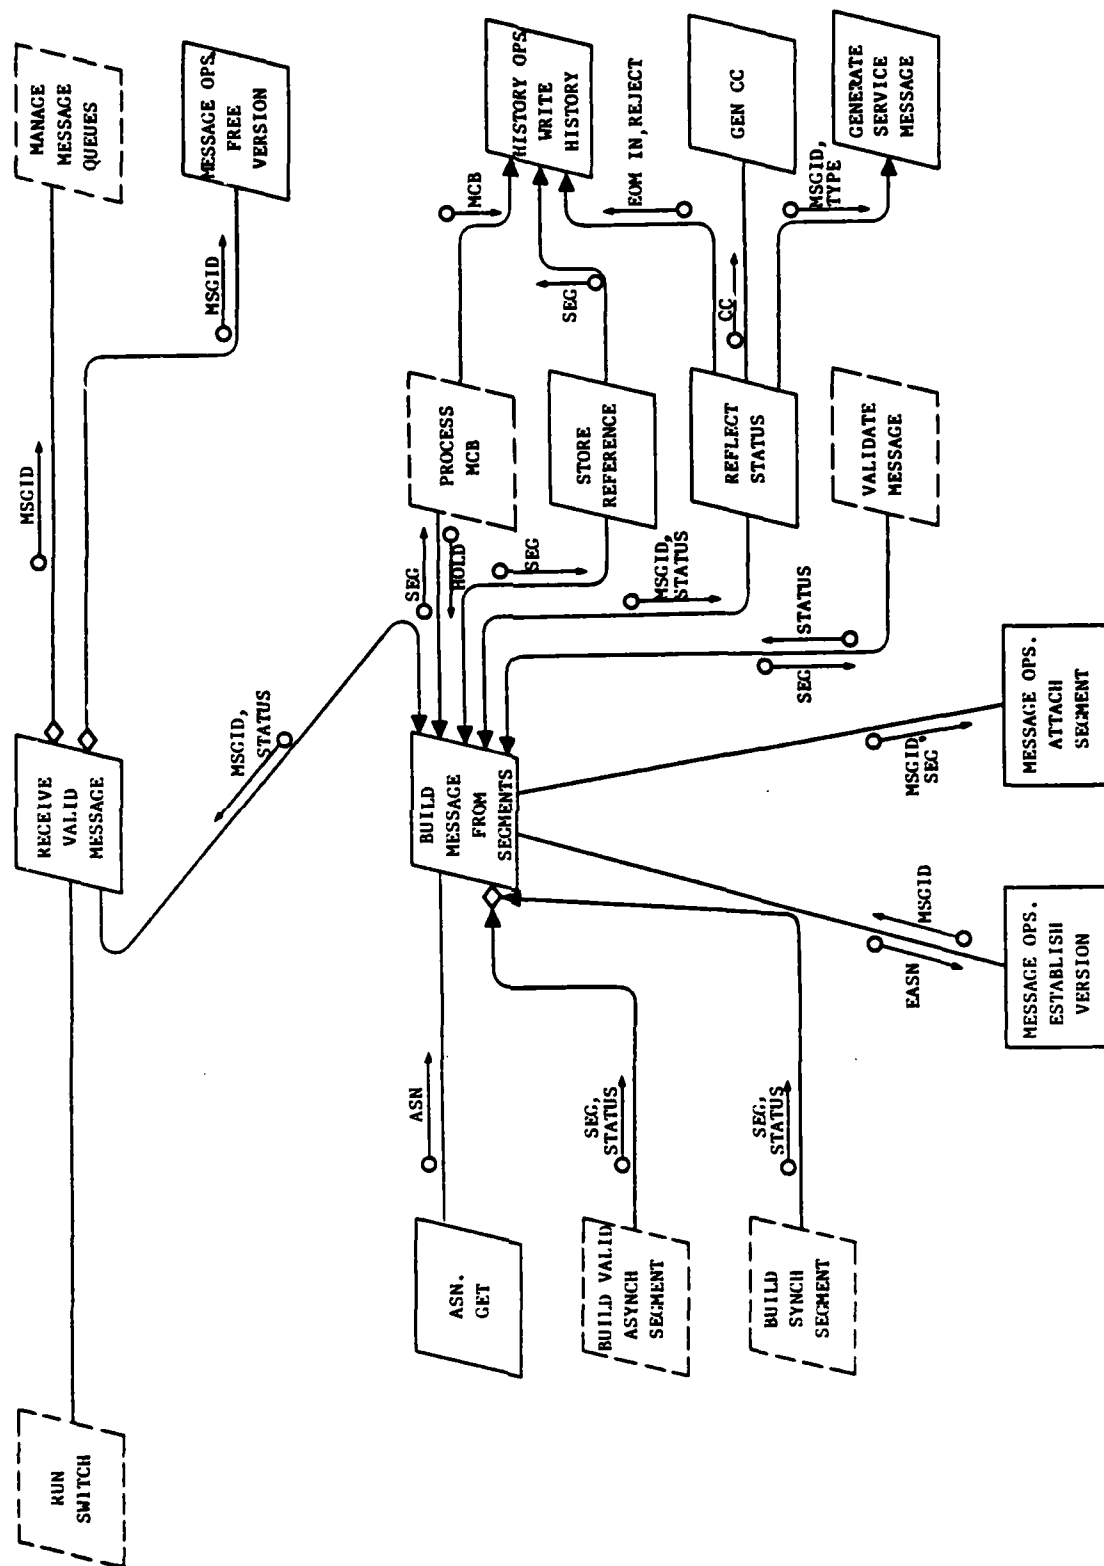 RUN
SWITCH
RECEIVE
VALID
MESSAGE
MSGID
MANAGE
MESSAGE
QUEUES
MSGID
MESSAGE OPS.
FREE
VERSION
MSGID,
STATUS
ASN.
GET
ASN
BUILD
MESSAGE
FROM
SEGMENTS
SEG
HOLD
PROCESS
MCB
MCB
HISTORY OPS.
WRITE
HISTORY
BUILD VALID
ASYNCH
SEGMENT
SEG,
STATUS
SEG
STORE
REFERENCE
SEG
EOM IN,REJECT
MSGID,
STATUS
REFLECT
STATUS
CC
GEN CC
BUILD
SYNCH
SEGMENT
SEG,
STATUS
SEG
STATUS
VALIDATE
MESSAGE
MSGID,
TYPE
GENERATE
SERVICE
MESSAGE
EASN
MSGID
MSGID,
SEG
MESSAGE OPS.
ESTABLISH
VERSION
MESSAGE OPS.
ATTACH
SEGMENT